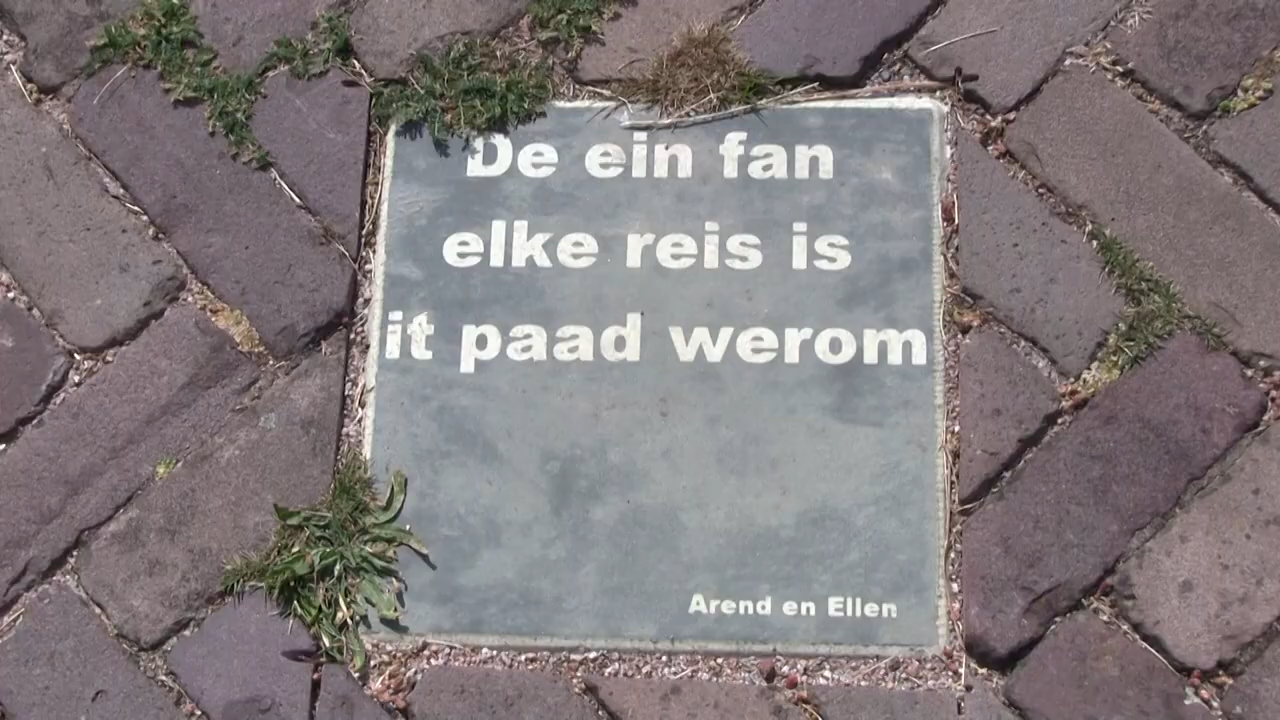 De ein fan
elke reis is
it paad werom
Arend en Ellen